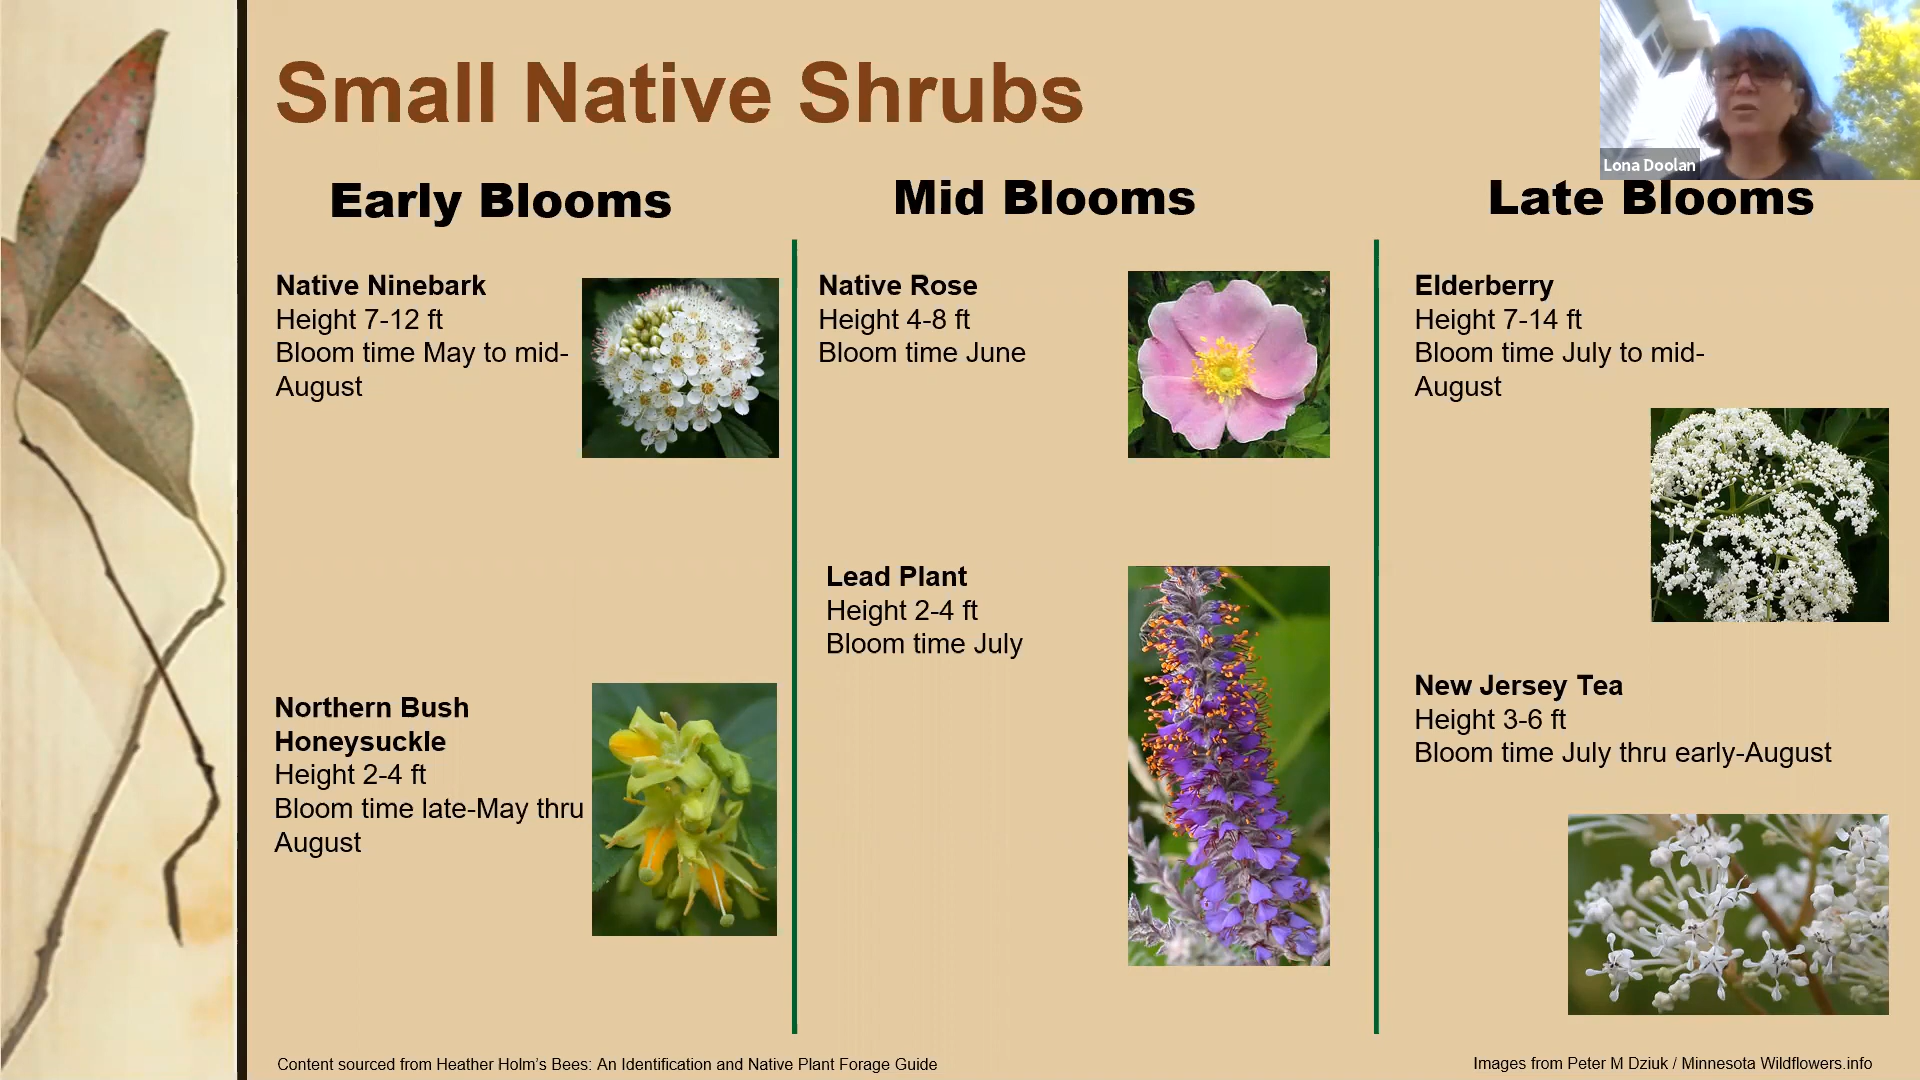 Small Native Shrubs
Lona Doolan
Early Blooms
Native Ninebark
Height 7-12 ft
Bloom time May to mid-
August
Northern Bush
Honeysuckle
Height 2-4 ft
Bloom time late-May thru
August
Mid Blooms
Native Rose
Height 4-8 ft
Bloom time June
Lead Plant
Height 2-4 ft
Bloom time July
Late Blooms
Elderberry
Height 7-14 ft
Bloom time July to mid-
August
New Jersey Tea
Height 3-6 ft
Bloom time July thru early-August
Content sourced from Heather Holm’s Bees: An Identification and Native Plant Forage Guide
Images from Peter M Dziuk / Minnesota Wildflowers.info